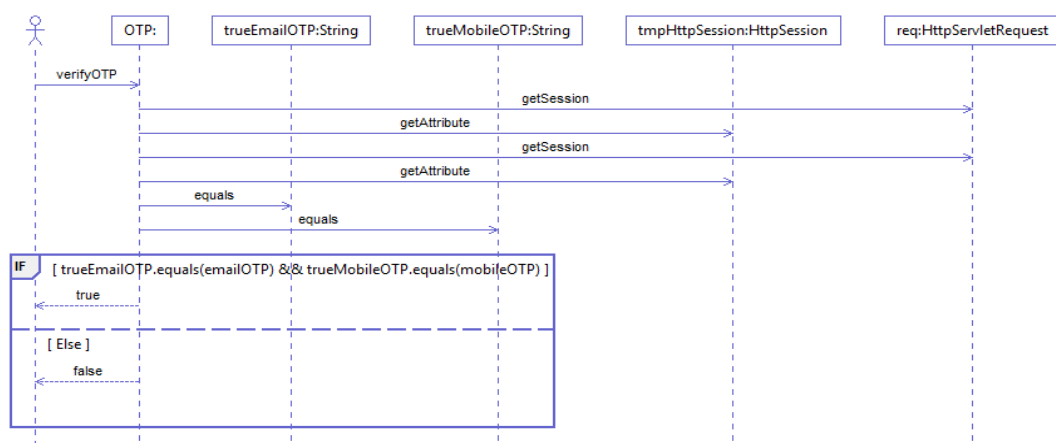 OTP:
trueEmailOTP:String
trueMobileOTP:String
tmpHttpSession:HttpSession
req:HttpServletRequest
verifyOTP
getSession
getAttribute
getSession
getAttribute
equals
equals
IF
[ trueEmailOTP.equals(emailOTP) && trueMobileOTP.equals(mobileOTP) ]
true
[ Else ]
false